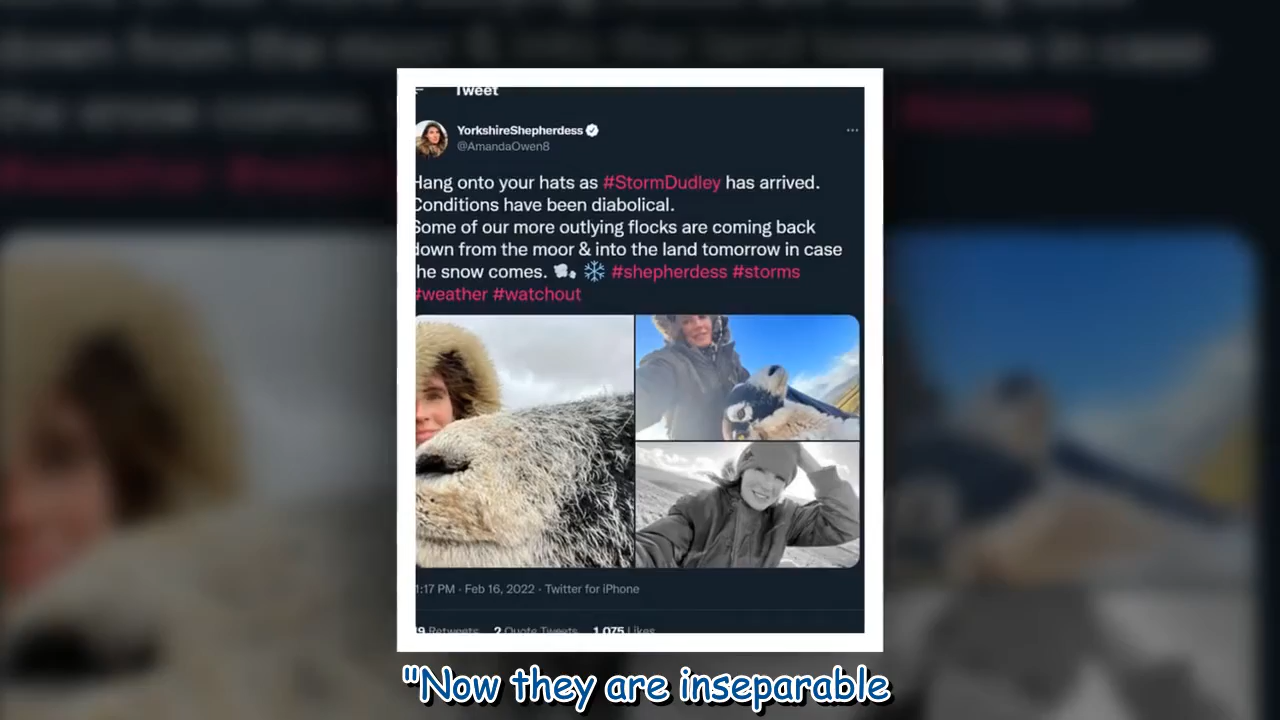 Tweet
YorkshireShepherdess
@AmandaOwen8
Hang onto your hats as #StormDudley has arrived.
Conditions have been diabolical.
Some of our more outlying flocks are coming back
down from the moor & into the land tomorrow in case
the snow comes. #shepherdess #storms
#weather #watchout
1:17 PM · Feb 16, 2022 · Twitter for iPhone
Retweets 2 Quote Tweets 1,075 Likes
"Now they are inseparable